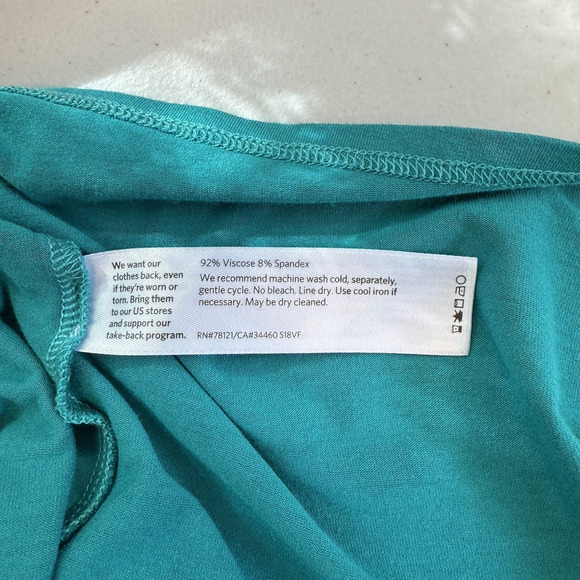 We want our
clothes back, even
if they're worn or
torn. Bring them
to our US stores
and support our
take-back program.
92% Viscose 8% Spandex
We recommend machine wash cold, separately,
gentle cycle. No bleach. Line dry. Use cool iron if
necessary. May be dry cleaned.
RN#78121/CA#34460 S18VF